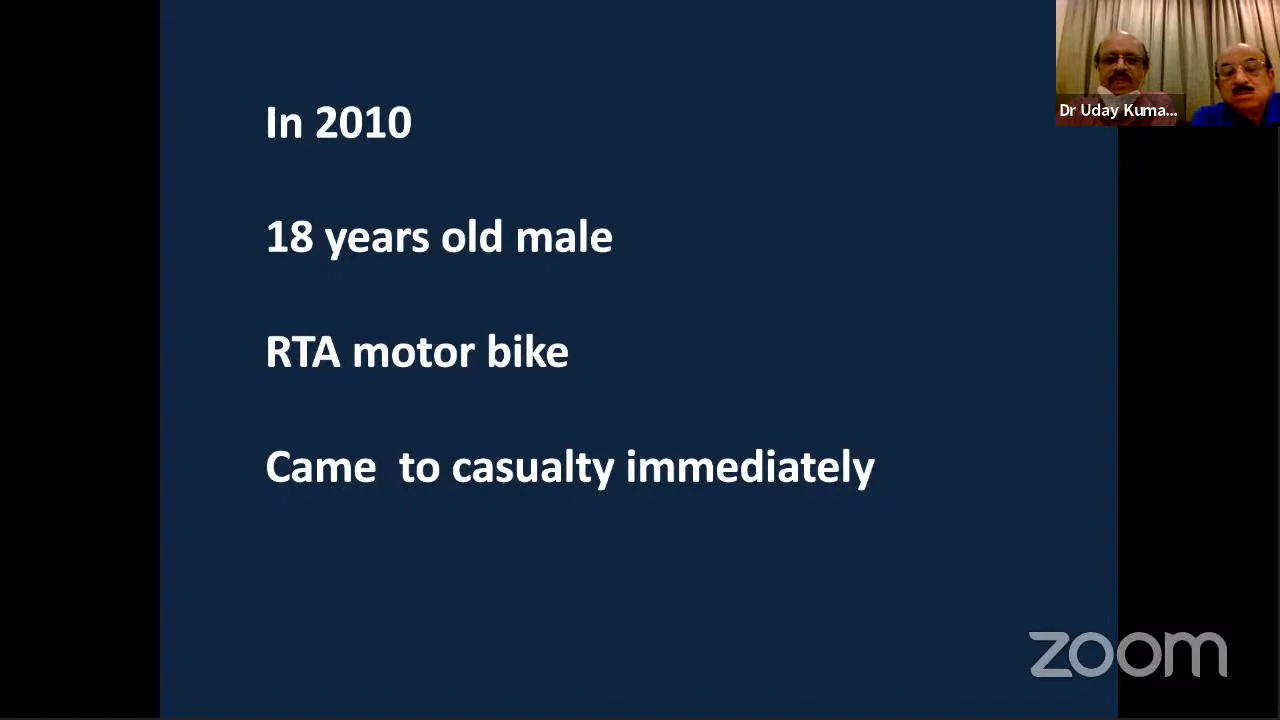 In 2010
18 years old male
RTA motor bike
Came to casualty immediately
Dr Uday Kuma...
zoom